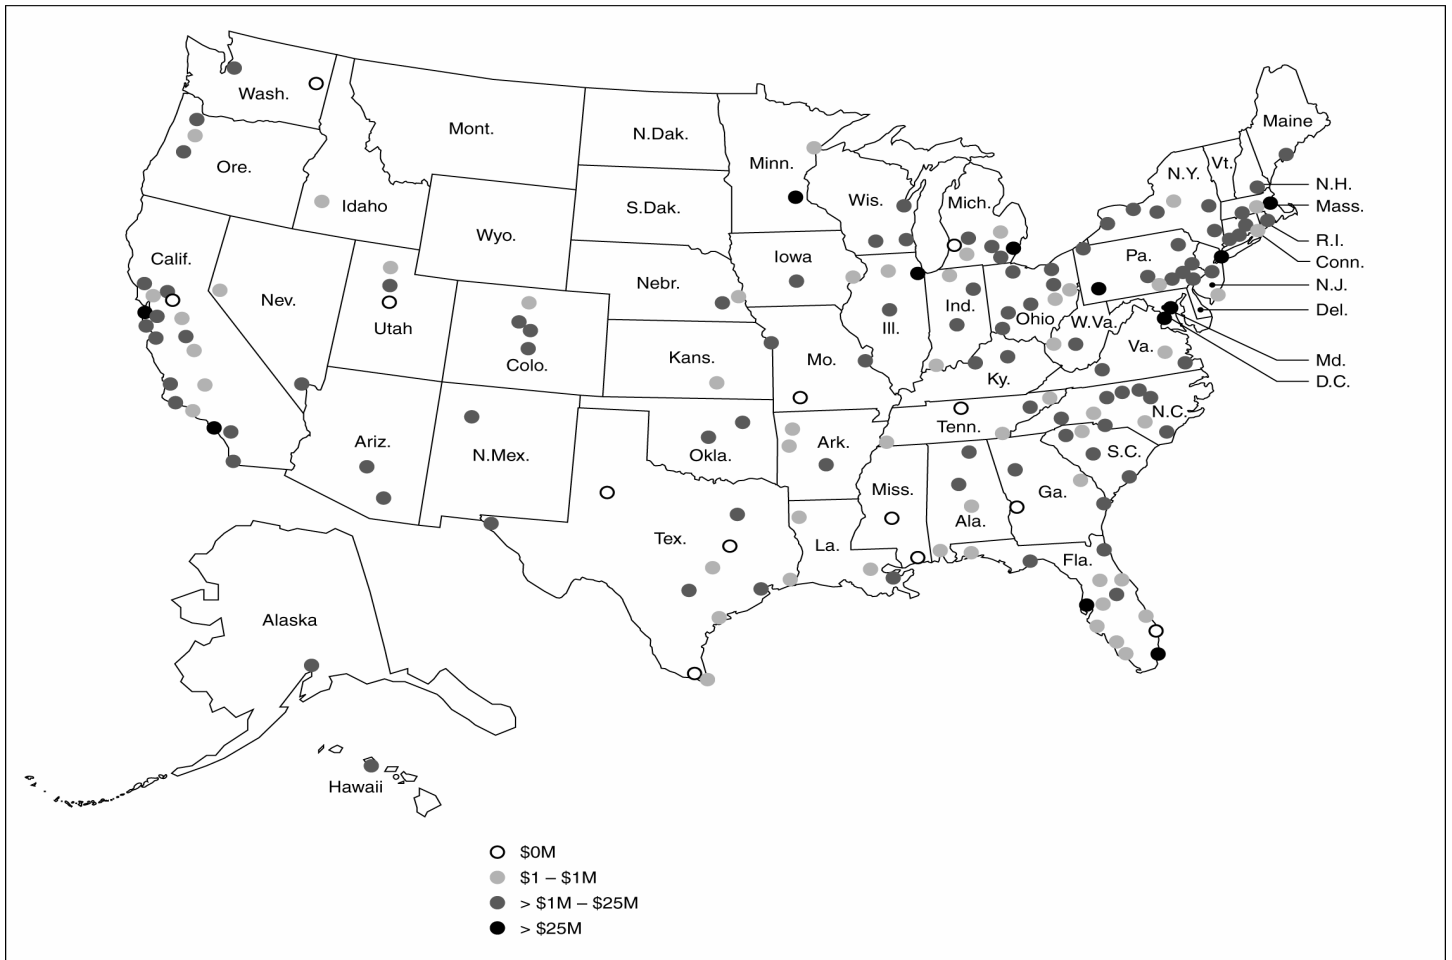 Wash.
Mont.
N.Dak.
Minn.
Maine
Vt.
N.Y.
N.H.
Mass.
R.I.
Conn.
N.J.
Del.
Md.
D.C.
Ore.
Idaho
S.Dak.
Wis.
Mich.
Wyo.
Calif.
Nev.
Utah
Colo.
Nebr.
Iowa
Ill.
Ind.
Ohio
Pa.
W.Va.
Va.
Kans.
Mo.
Ky.
N.C.
Tenn.
S.C.
Ariz.
N.Mex.
Okla.
Ark.
Miss.
Ala.
Ga.
Tex.
La.
Fla.
Alaska
Hawaii
$0M
$1 – $1M
> $1M – $25M
> $25M